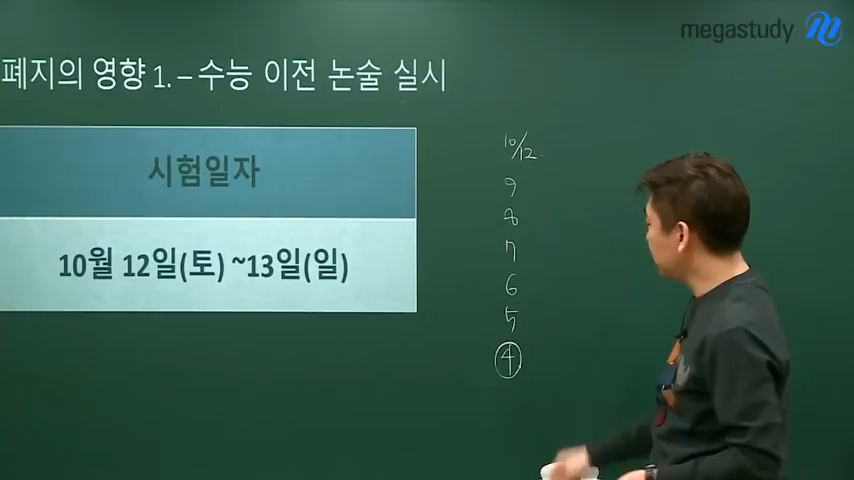 megastudy
폐지의 영향 1. – 수능 이전 논술 실시
시험일자
10월 12일(토) ~13일(일)
10/12.
9
8
7
6
5
4